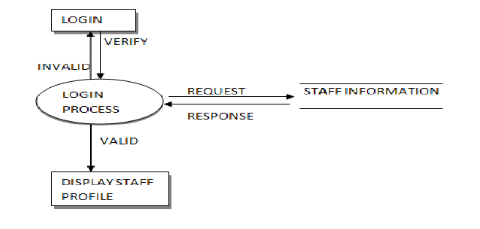 LOGIN
VERIFY
INVALID
LOGIN
PROCESS
REQUEST
STAFF INFORMATION
RESPONSE
VALID
DISPLAY STAFF
PROFILE